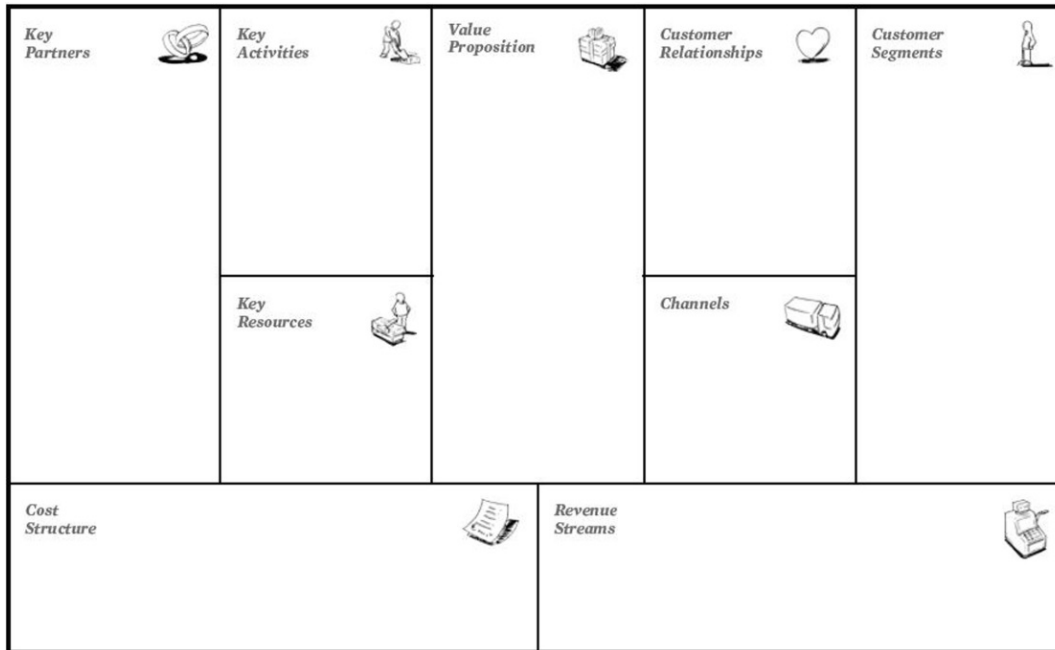 Key
Partners
Key
Activities
Value
Proposition
Customer
Relationships
Customer
Segments
Key
Resources
Channels
Cost
Structure
Revenue
Streams